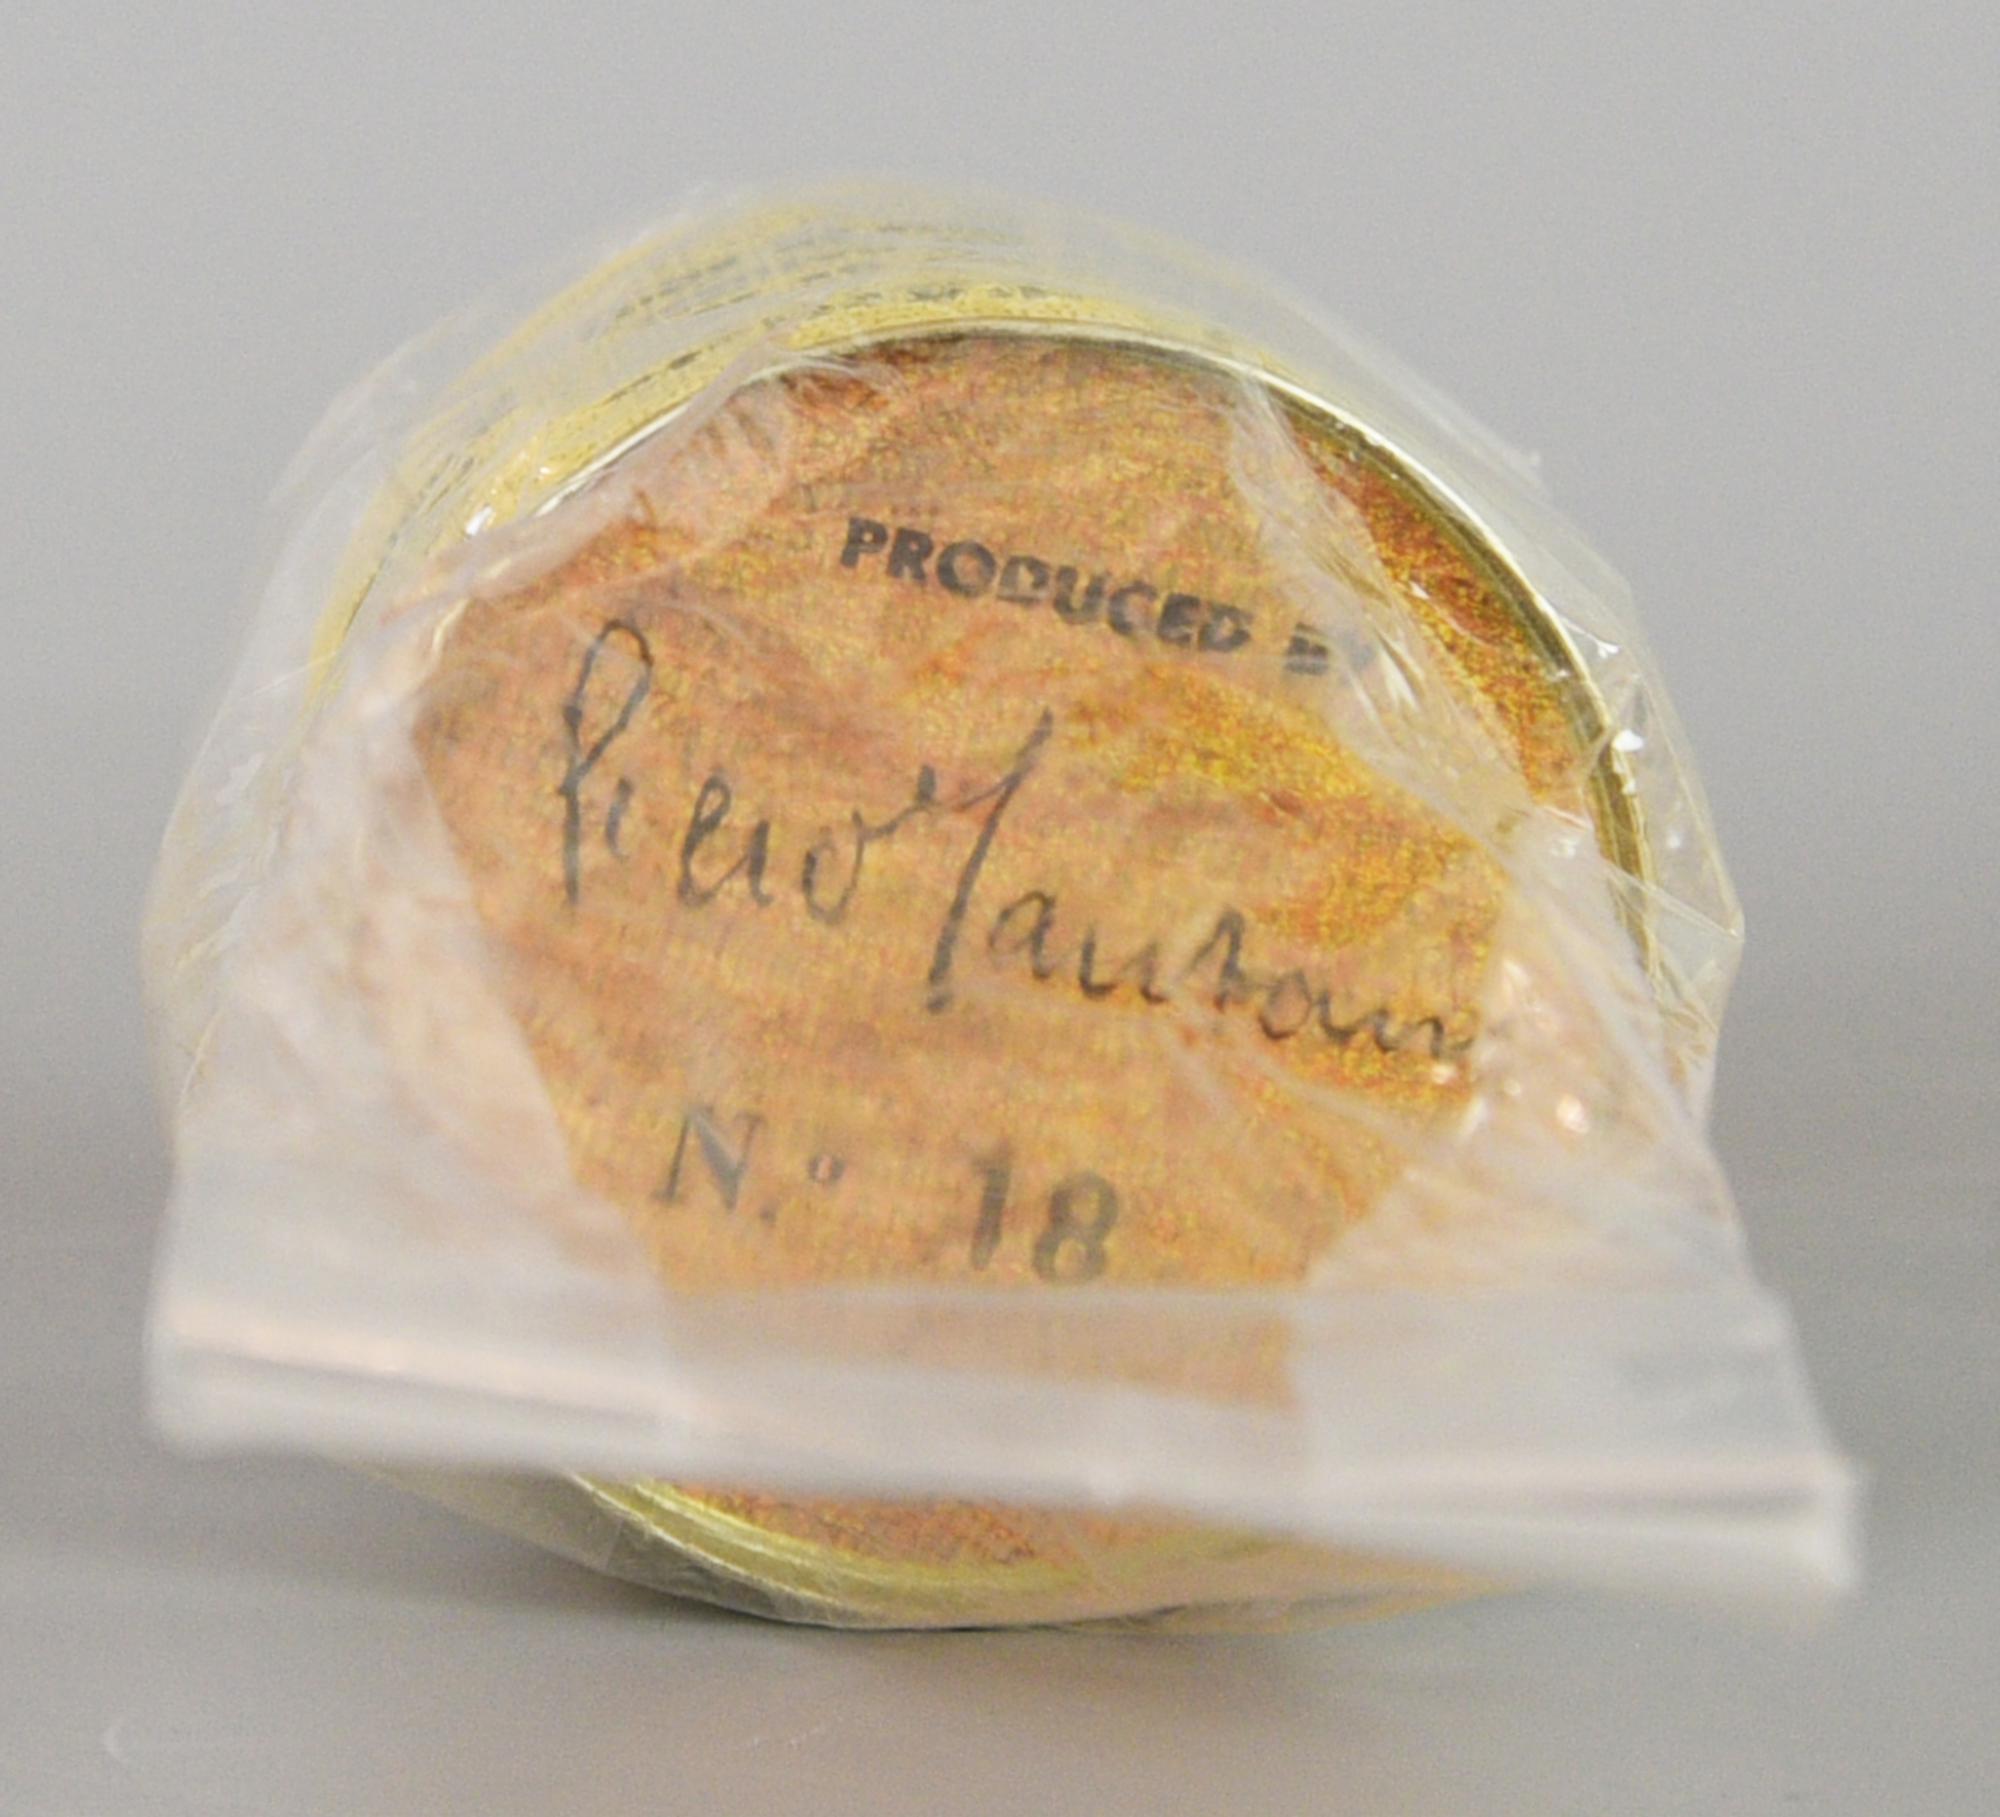 PRODUCED BY
Piero Manzoni
N.º 18